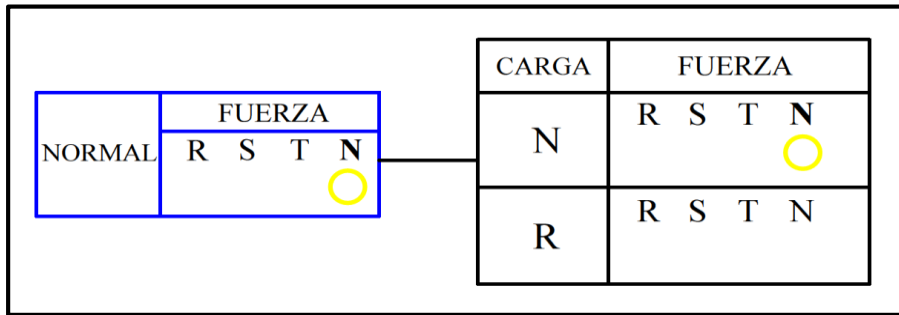 NORMAL
FUERZA
R S T N
CARGA FUERZA
N
R S T N
R
R S T N